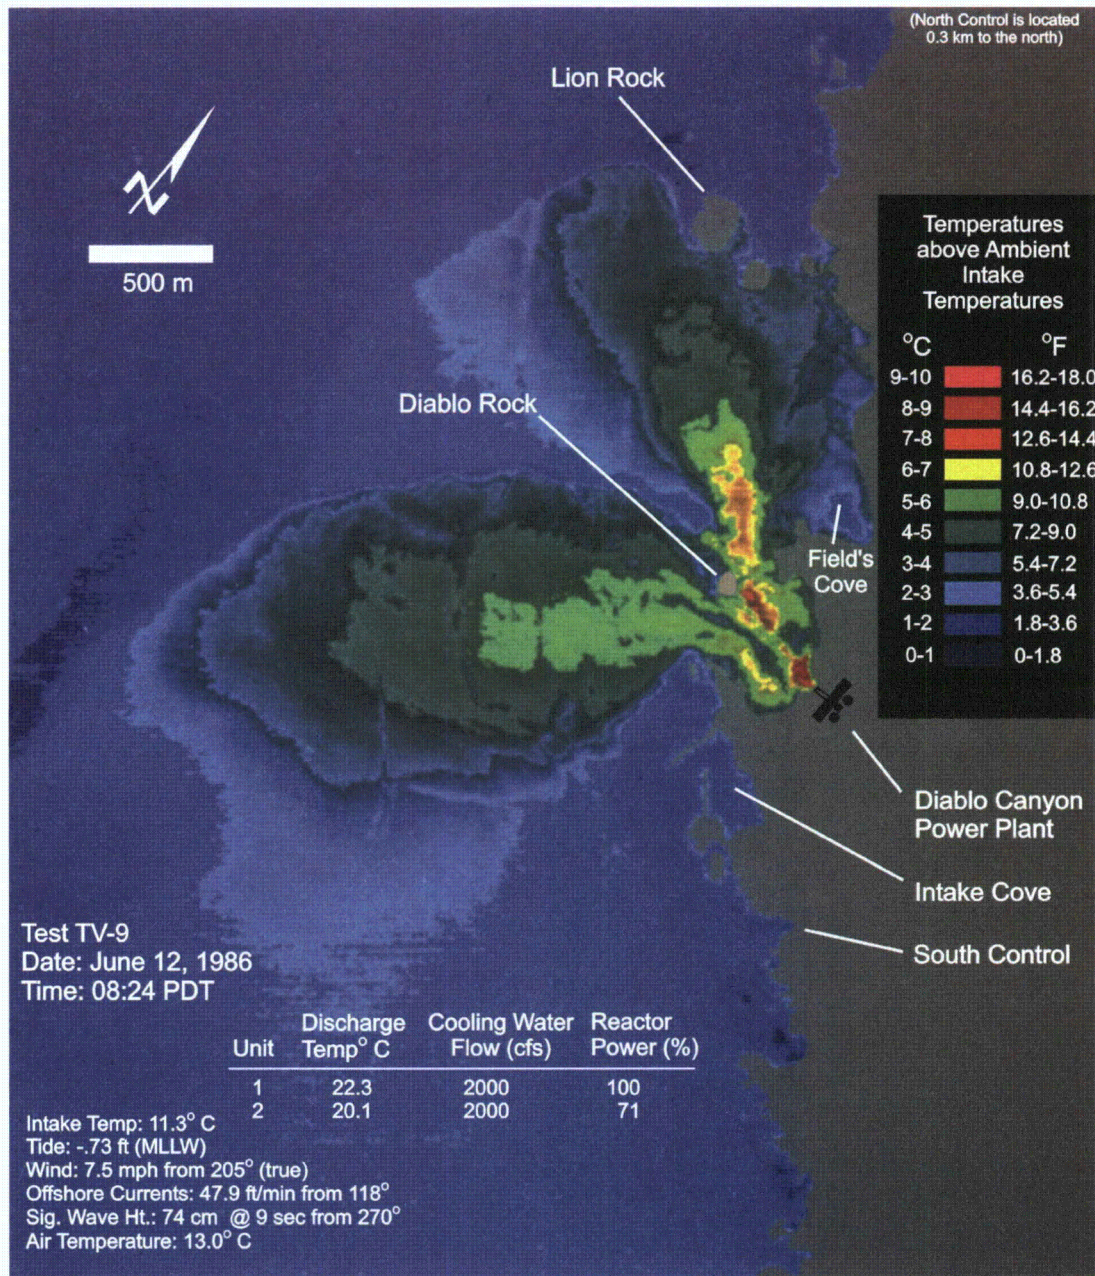 (North Control is located
0.3 km to the north)
Lion Rock
N
500 m
Temperatures
above Ambient
Intake
Temperatures
°C °F
9-10 16.2-18.0
8-9 14.4-16.2
7-8 12.6-14.4
6-7 10.8-12.6
5-6 9.0-10.8
4-5 7.2-9.0
3-4 5.4-7.2
2-3 3.6-5.4
1-2 1.8-3.6
0-1 0-1.8
Diablo Rock
Field's
Cove
Diablo Canyon
Power Plant
Intake Cove
South Control
Test TV-9
Date: June 12, 1986
Time: 08:24 PDT
Discharge Cooling Water Reactor
Unit Temp° C Flow (cfs) Power (%)
1 22.3 2000 100
2 20.1 2000 71
Intake Temp: 11.3° C
Tide: -.73 ft (MLLW)
Wind: 7.5 mph from 205° (true)
Offshore Currents: 47.9 ft/min from 118°
Sig. Wave Ht.: 74 cm @ 9 sec from 270°
Air Temperature: 13.0° C